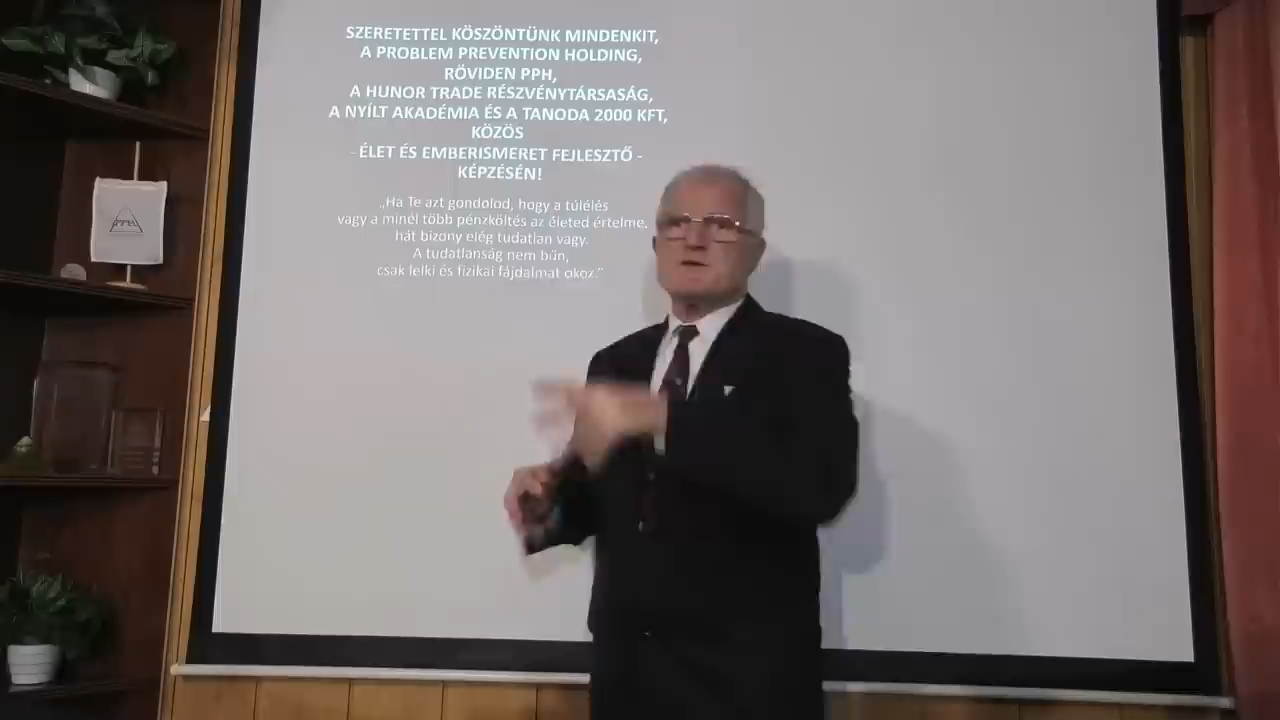 SZERETETTEL KÖSZÖNTÜNK MINDENKIT,
A PROBLEM PREVENTION HOLDING,
RÖVIDEN PPH,
A HUNOR TRADE RÉSZVÉNYTÁRSASÁG,
A NYÍLT AKADÉMIA ÉS A TANODA 2000 KFT,
KÖZÖS
- ÉLET ÉS EMBERISMERET FEJLESZTŐ -
KÉPZÉSÉN!
„Ha Te azt gondolod, hogy a túlélés
vagy a minél több pénzköltés az életed értelme,
hát bizony elég tudatlan vagy.
A tudatlanság nem bűn,
csak lelki és fizikai fájdalmat okoz.”
PPH